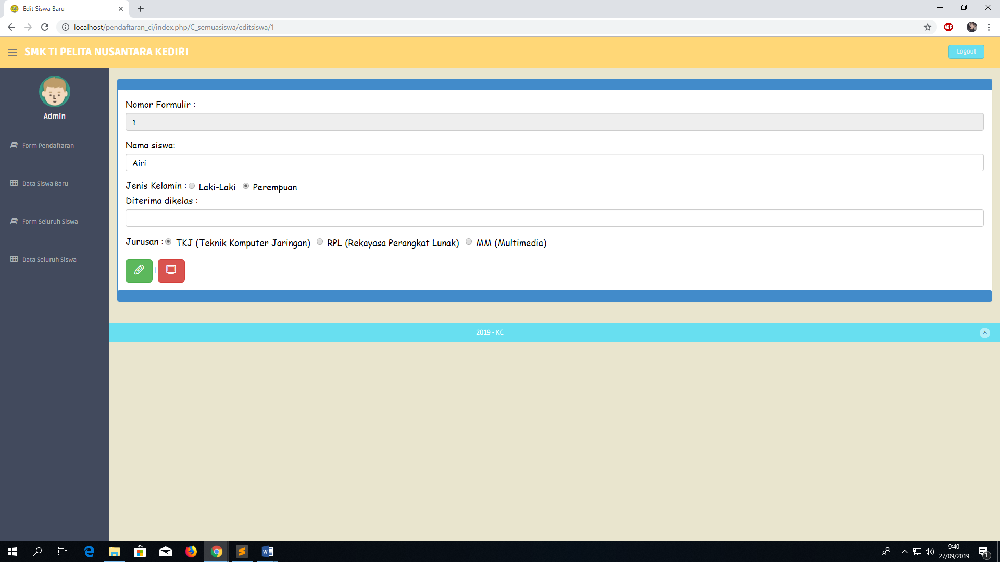 Edit Siswa Baru
localhost/pendaftaran_ci/index.php/C_semuasiswa/editsiswa/1
ABP
SMK TI PELITA NUSANTARA KEDIRI
Logout
Admin
Form Pendaftaran
Data Siswa Baru
Form Seluruh Siswa
Data Seluruh Siswa
Nomor Formulir :
1
Nama siswa:
Airi
Jenis Kelamin : Laki-Laki Perempuan
Diterima dikelas :
-
Jurusan : TKJ (Teknik Komputer Jaringan) RPL (Rekayasa Perangkat Lunak) MM (Multimedia)
|
2019 - KC
9:40
27/09/2019
1